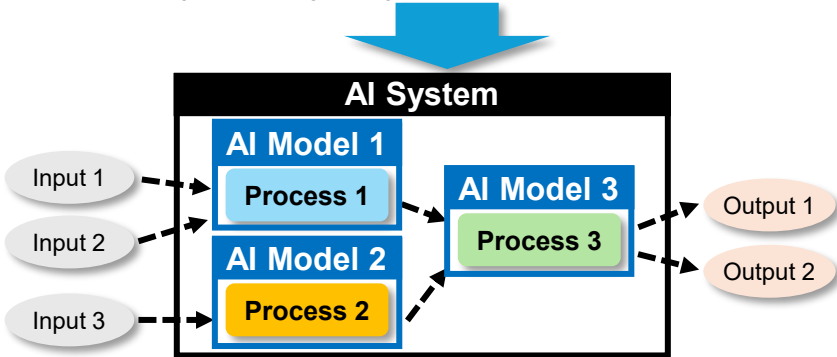 AI System
AI Model 1
Process 1
Input 1
Input 2
AI Model 2
Process 2
Input 3
AI Model 3
Process 3
Output 1
Output 2